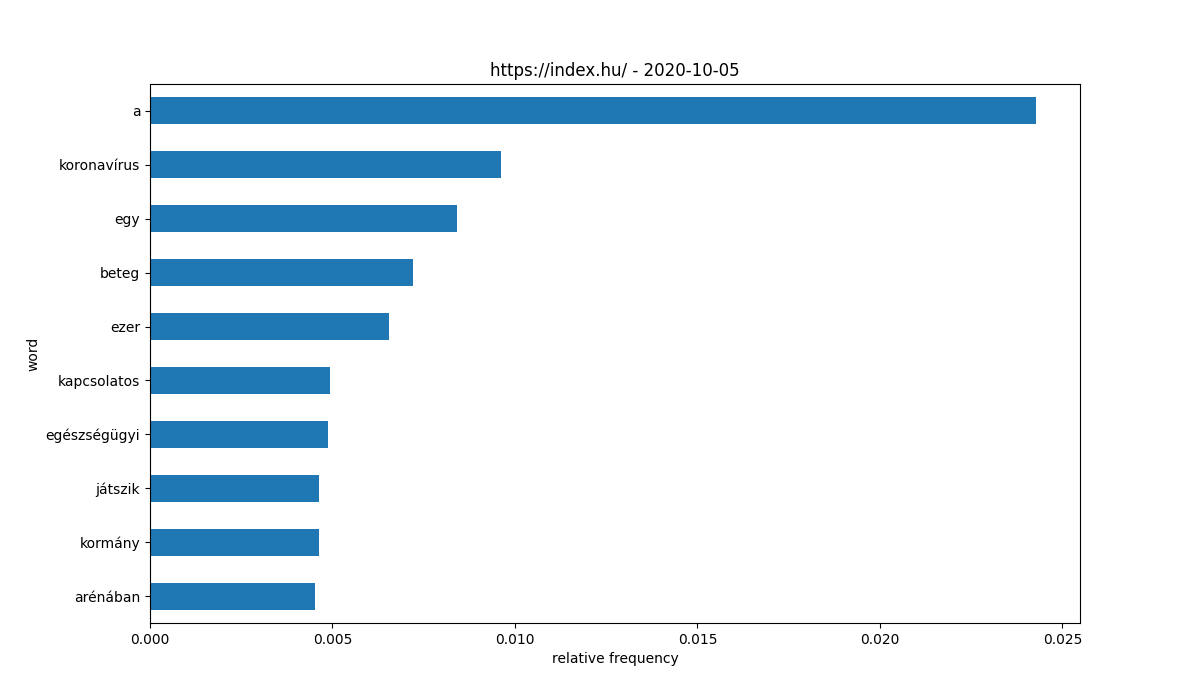 https://index.hu/ - 2020-10-05
word
a
koronavírus
egy
beteg
ezer
kapcsolatos
egészségügyi
játszik
kormány
arénában
0.000 0.005 0.010 0.015 0.020 0.025
relative frequency